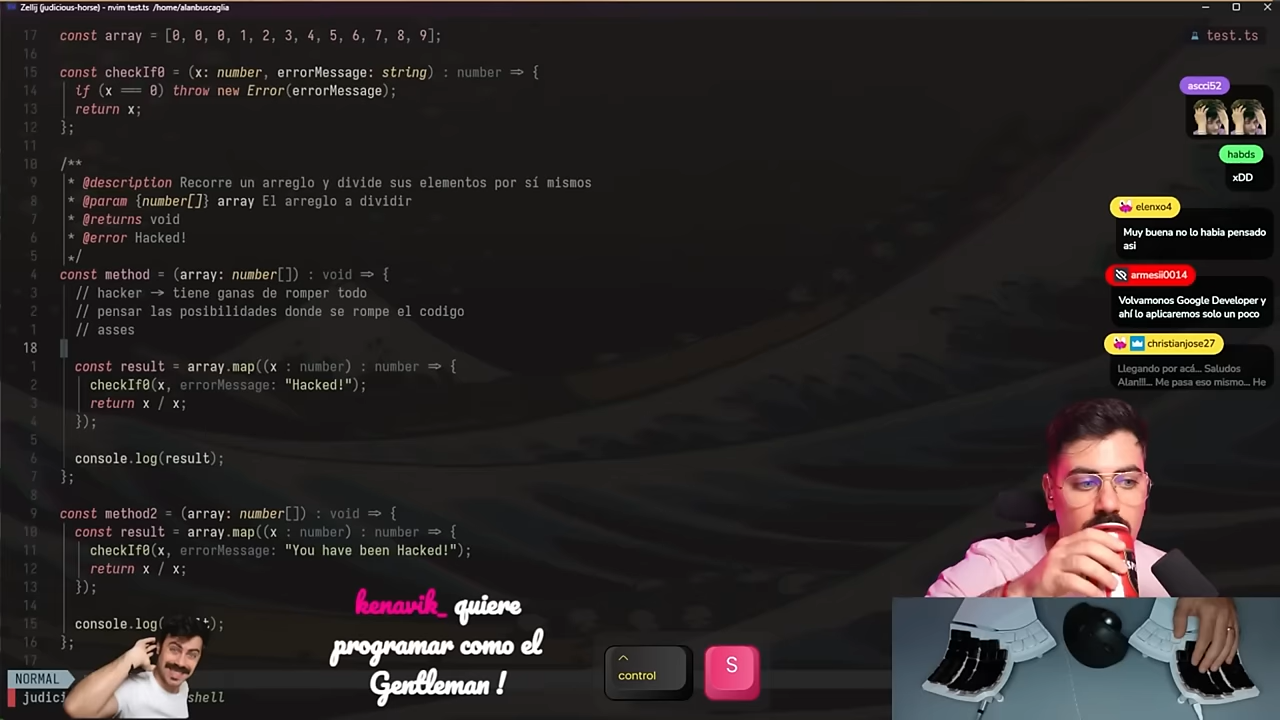 Zellij (judicious-horse) - nvim test.ts /home/alanbuscaglia
test.ts
17 const array = [0, 0, 0, 1, 2, 3, 4, 5, 6, 7, 8, 9];
16
15 const checkIf0 = (x: number, errorMessage: string) : number => {
14 if (x === 0) throw new Error(errorMessage);
13 return x;
12 };
11
10 /**
9 * @description Recorre un arreglo y divide sus elementos por sí mismos
8 * @param {number[]} array El arreglo a dividir
7 * @returns void
6 * @error Hacked!
5 */
4 const method = (array: number[]) : void => {
3 // hacker -> tiene ganas de romper todo
2 // pensar las posibilidades donde se rompe el codigo
1 // asses
18
1 const result = array.map((x : number) : number => {
2 checkIf0(x, errorMessage: "Hacked!");
3 return x / x;
4 });
5
6 console.log(result);
7 };
8
9 const method2 = (array: number[]) : void => {
10 const result = array.map((x : number) : number => {
11 checkIf0(x, errorMessage: "You have been Hacked!");
12 return x / x;
13 });
14
15 console.log(
16 };
17
NORMAL
ascci52
habds
xDD
elenxo4
Muy buena no lo habia pensado
asi
armesii0014
Volvamonos Google Developer y
ahí lo aplicaremos solo un poco
christianjose27
Llegando por acá... Saludos
Alan!!!... Me pasa eso mismo... He
kenavik_ quiere
programar como el
Gentleman !
control
S